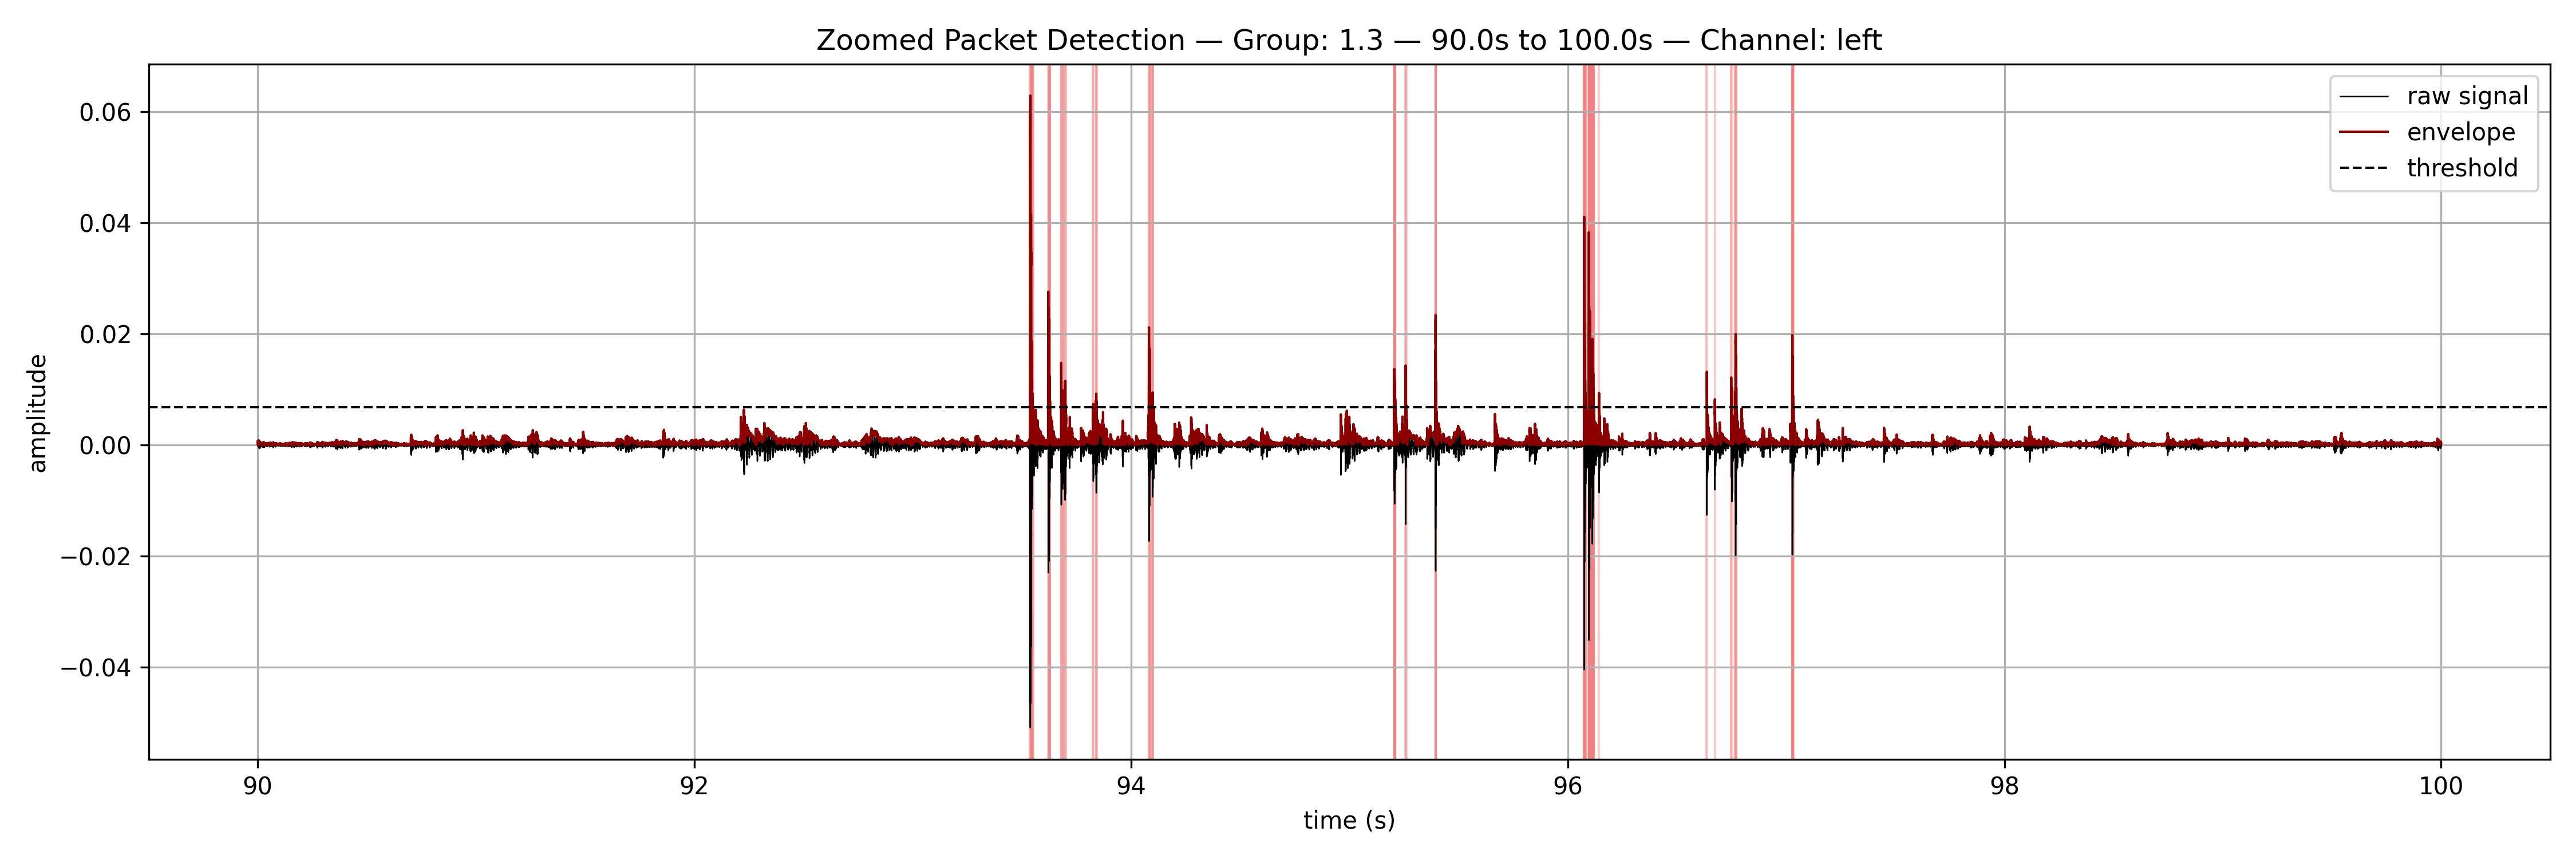 Zoomed Packet Detection — Group: 1.3 — 90.0s to 100.0s — Channel: left
raw signal
envelope
threshold
0.06
0.04
0.02
0.00
−0.02
−0.04
amplitude
90
92
94
96
98
100
time (s)